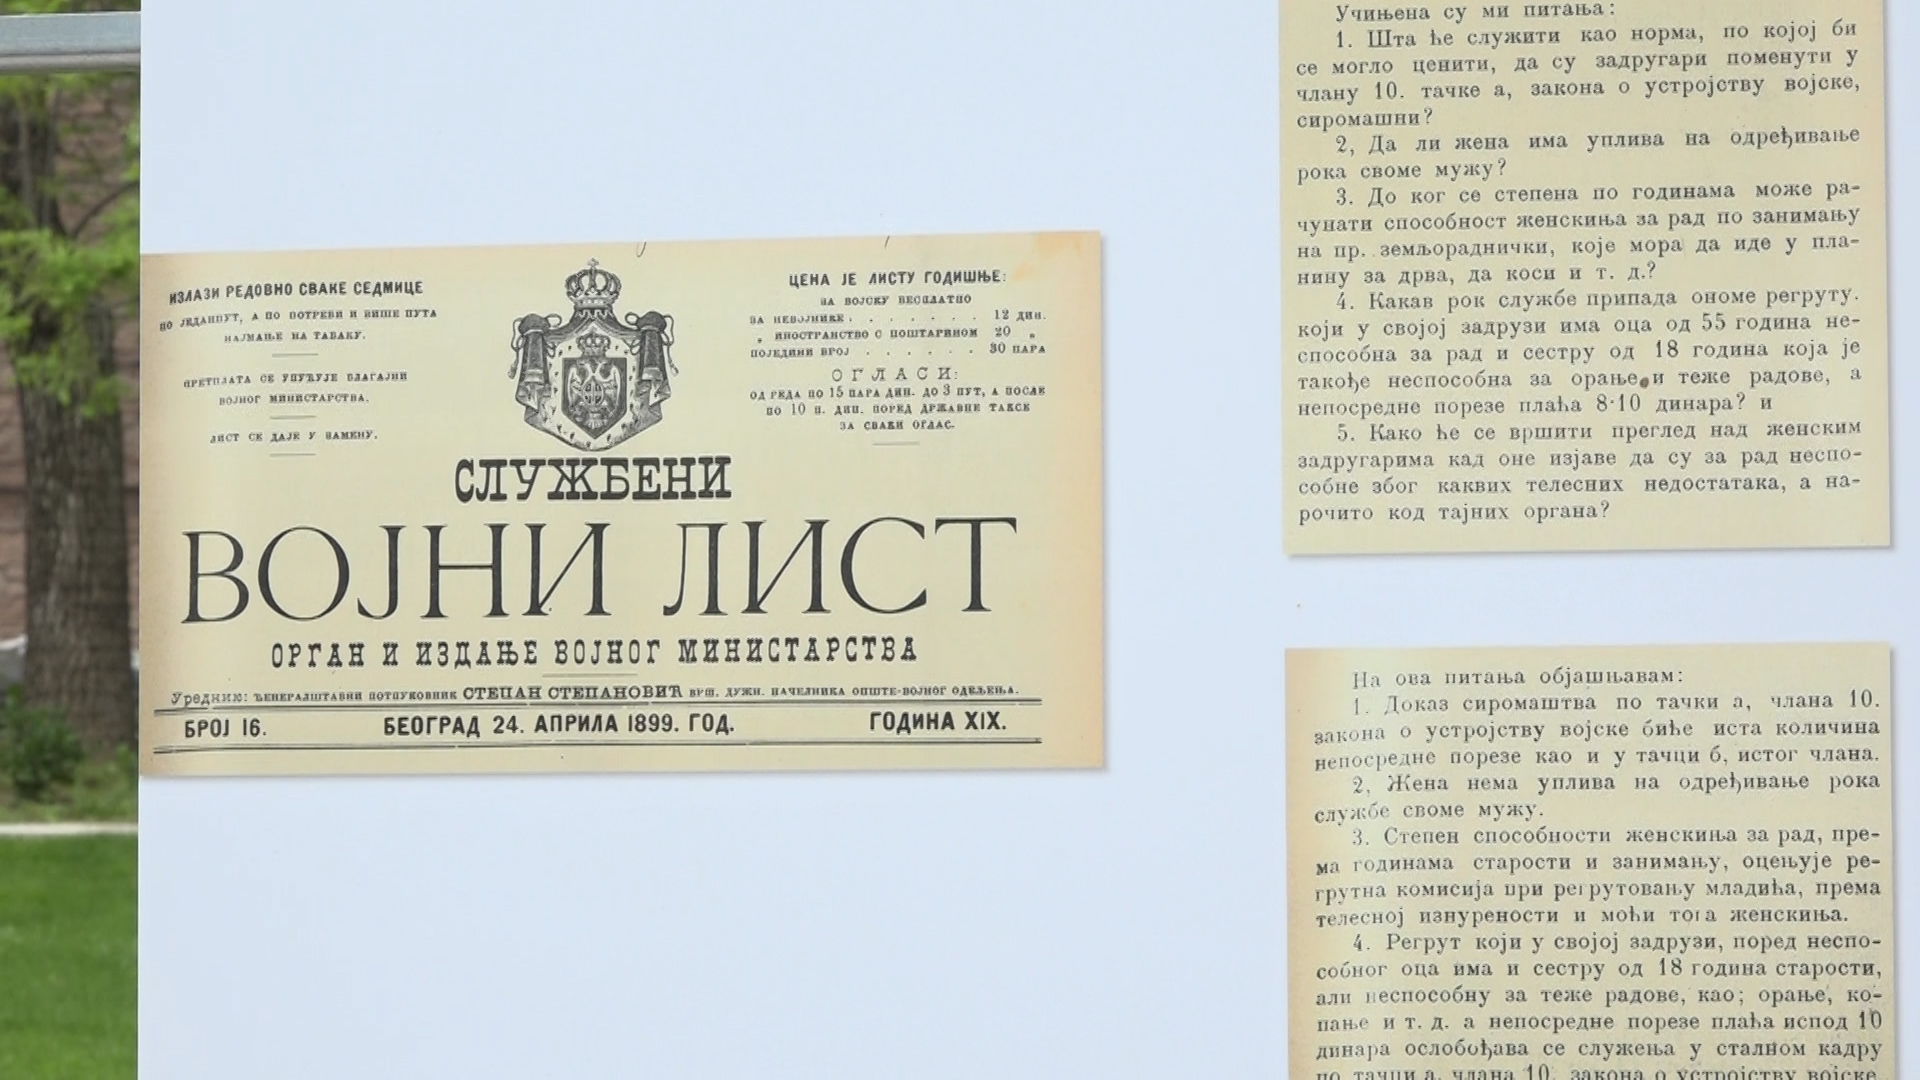 ИЗЛАЗИ РЕДОВНО СВАКЕ СЕДМИЦЕ
ПО ЈЕДАНПУТ, А ПО ПОТРЕБИ И ВИШЕ ПУТА
НАЈМАЊЕ НА ТАБАКУ.
ПРЕТПЛАТА СЕ УПУЋУЈЕ БЛАГАЈНИ
ВОЈНОГ МИНИСТАРСТВА.
ЛИСТ СЕ ДАЈЕ У ЗАМЕНУ.
ЦЕНА ЈЕ ЛИСТУ ГОДИШЊЕ:
ЗА ВОЈСКУ БЕСПЛАТНО
ЗА НЕВОЈНИКЕ . . . . . . . 12 ДИН.
„ ИНОСТРАНСТВО С ПОШТАРИНОМ 20 „
ПОЈЕДИНИ БРОЈ . . . . . . 30 ПАРА
ОГЛАСИ:
ОД РЕДА ПО 15 ПАРА ДИН. ДО 3 ПУТ, А ПОСЛЕ
ПО 10 П. ДИН. ПОРЕД ДРЖАВНЕ ТАКСЕ
ЗА СВАКИ ОГЛАС.
СЛУЖБЕНИ
ВОЈНИ ЛИСТ
ОРГАН И ИЗДАЊЕ ВОЈНОГ МИНИСТАРСТВА
Уредник: ЂЕНЕРАЛШТАБНИ ПОТПУКОВНИК СТЕПАН СТЕПАНОВИЋ ВРШ. ДУЖН. НАЧЕЛНИКА ОПШТЕ-ВОЈНОГ ОДЕЉЕЊА.
БРОЈ 16. БЕОГРАД 24. АПРИЛА 1899. ГОД. ГОДИНА XIX.
Учињена су ми питања:
1. Шта ће служити као норма, по којој би
се могло ценити, да су задругари поменути у
члану 10. тачке а, закона о устројству војске,
сиромашни?
2, Да ли жена има уплива на одређивање
рока своме мужу?
3. До ког се степена по годинама може ра-
чунати способност женскиња за рад по занимању
на пр. земљораднички, које мора да иде у пла-
нину за дрва, да коси и т. д.?
4. Какав рок службе припада ономе регруту.
који у својој задрузи има оца од 55 година не-
способна за рад и сестру од 18 година која је
такође неспособна за орање и теже радове, а
непосредне порезе плаћа 8-10 динара? и
5. Како ће се вршити преглед над женским
задругарима кад оне изјаве да су за рад неспо-
собне због каквих телесних недостатака, а на-
рочито код тајних органа?
На ова питања објашњавам:
1. Доказ сиромаштва по тачки а, члана 10.
закона о устројству војске биће иста количина
непосредне порезе као и у тачци б, истог члана.
2, Жена нема уплива на одређивање рока
службе своме мужу.
3. Степен способности женскиња за рад, пре-
ма годинама старости и занимању, оцењује ре-
грутна комисија при регрутовању младића, према
телесној изнурености и моћи тога женскиња.
4. Регрут који у својој задрузи, поред неспо-
собног оца има и сестру од 18 година старости,
али неспособну за теже радове, као; орање, ко-
пање и т. д. а непосредне порезе плаћа испод 10
динара ослобођава се служења у сталном кадру
по тачци а, члана 10. закона о устројству војске.